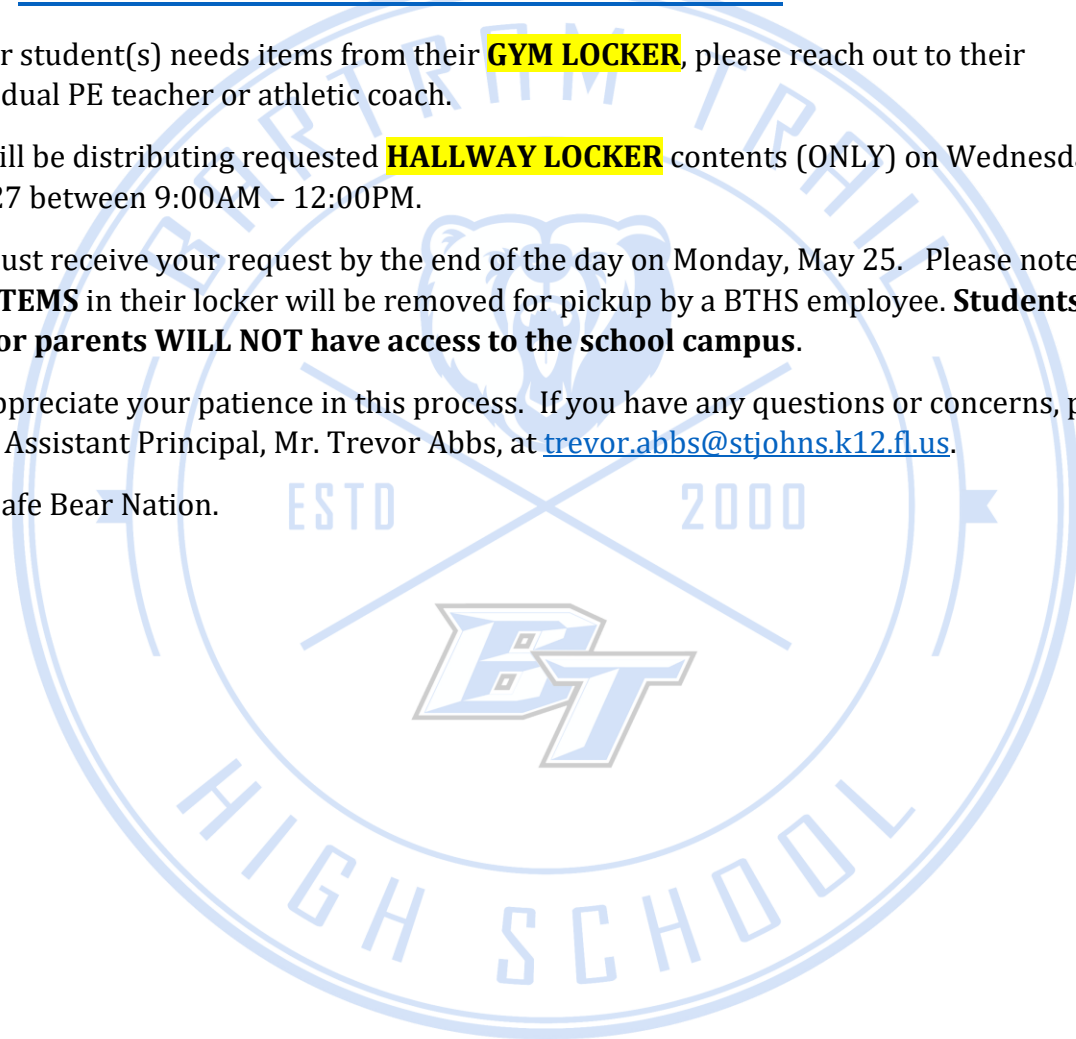 r student(s) needs items from their GYM LOCKER, please reach out to their
dual PE teacher or athletic coach.
ill be distributing requested HALLWAY LOCKER contents (ONLY) on Wednesda
27 between 9:00AM – 12:00PM.
ust receive your request by the end of the day on Monday, May 25.   Please note
TEMS in their locker will be removed for pickup by a BTHS employee. Students
or parents WILL NOT have access to the school campus.
ppreciate your patience in this process.  If you have any questions or concerns, p
Assistant Principal, Mr. Trevor Abbs, at trevor.abbs@stjohns.k12.fl.us.
afe Bear Nation.
BARTRAM TRAIL
ESTD 2000
BT
HIGH SCHOOL